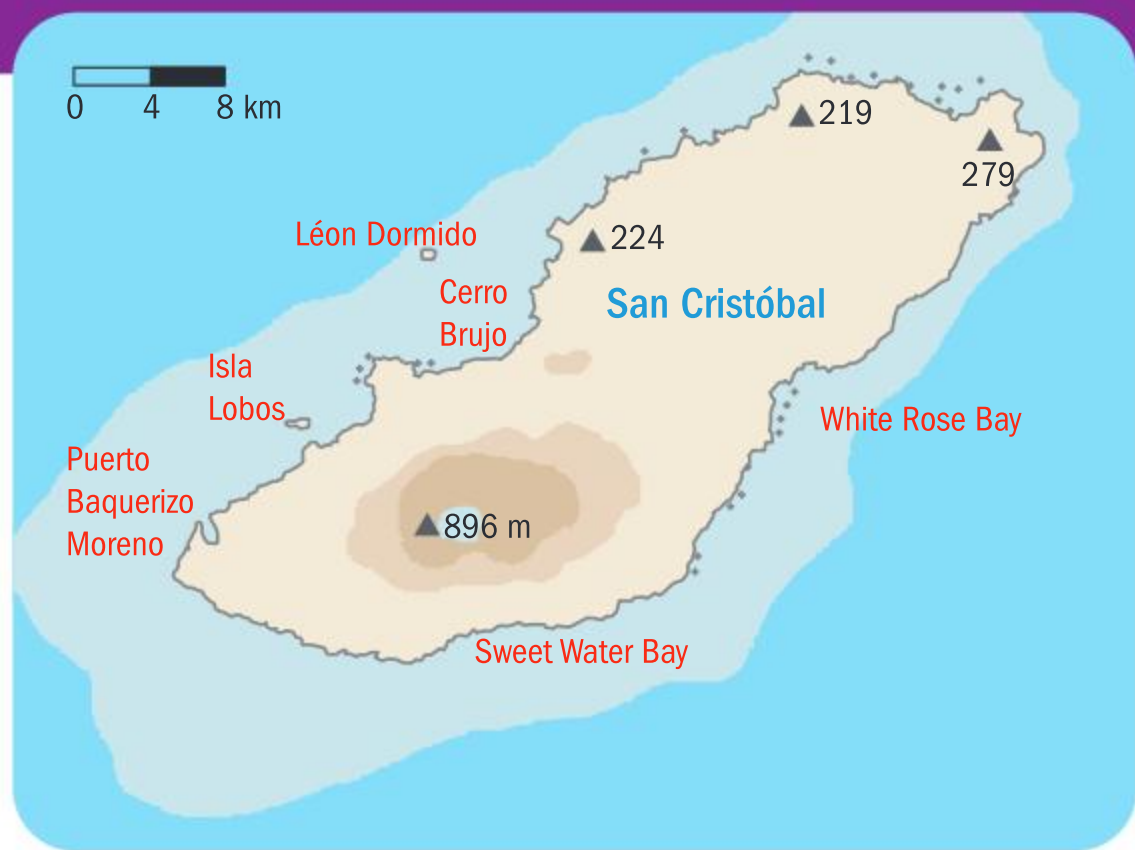 0 4 8 km
219
279
Léon Dormido
224
Cerro
Brujo
San Cristóbal
Isla
Lobos
White Rose Bay
Puerto
Baquerizo
Moreno
896 m
Sweet Water Bay